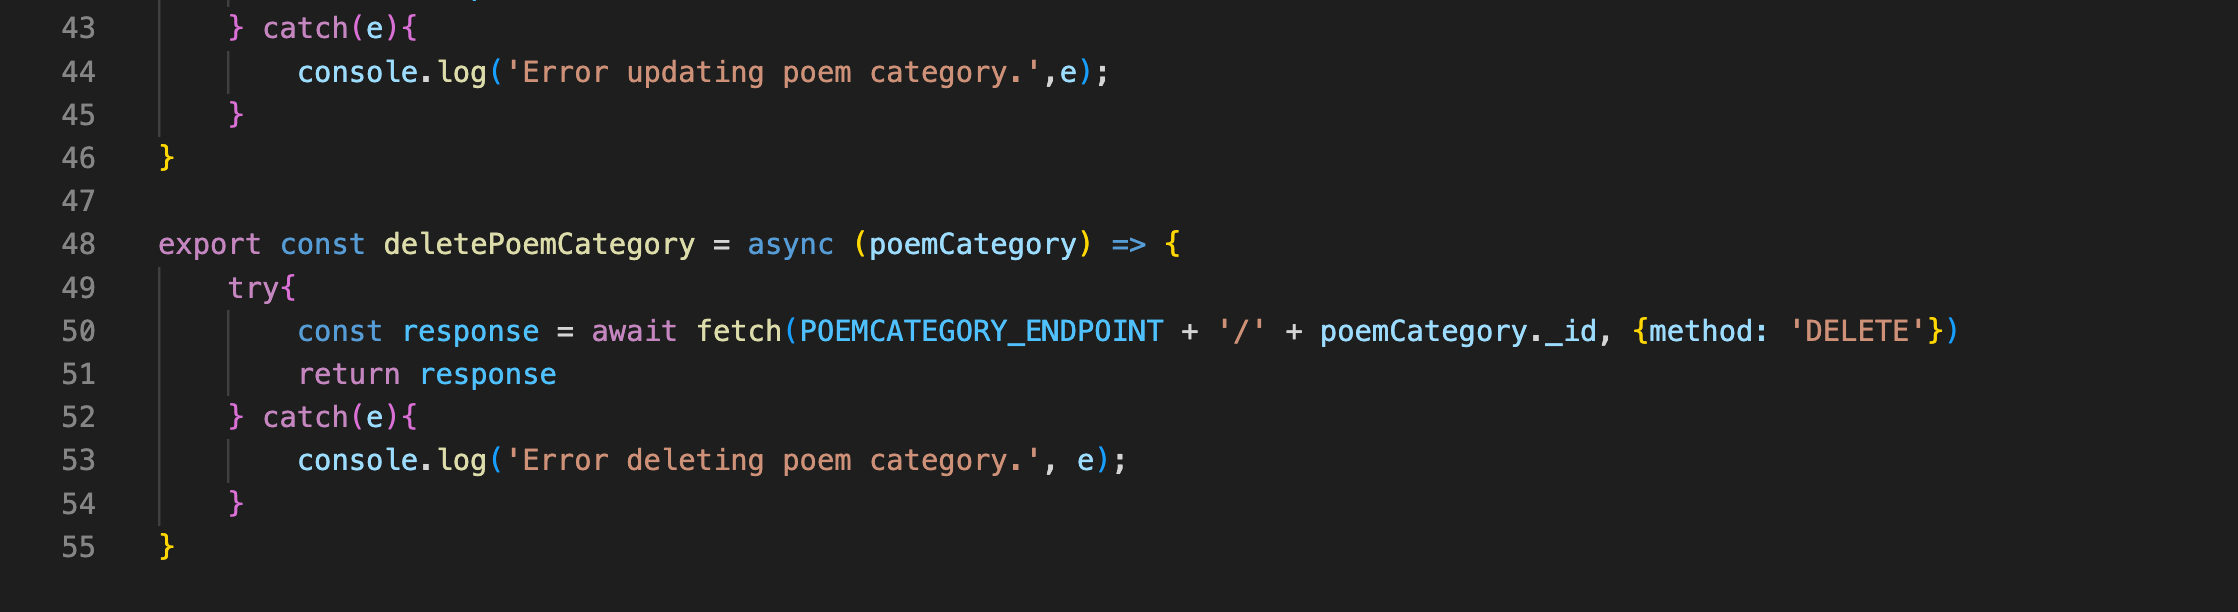 43 } catch(e){
44 console.log('Error updating poem category.',e);
45 }
46 }
47
48 export const deletePoemCategory = async (poemCategory) => {
49 try{
50 const response = await fetch(POEMCATEGORY_ENDPOINT + '/' + poemCategory._id, {method: 'DELETE'})
51 return response
52 } catch(e){
53 console.log('Error deleting poem category.', e);
54 }
55 }